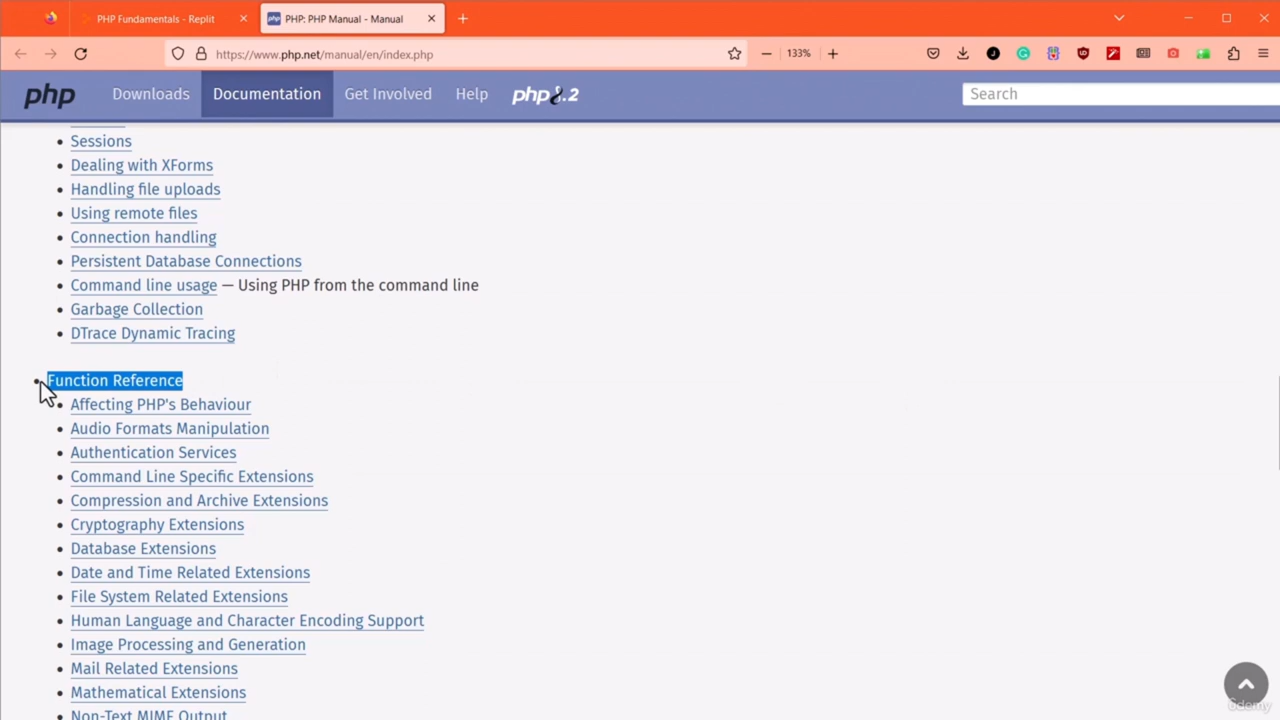 PHP Fundamentals - Replit
php PHP: PHP Manual - Manual
https://www.php.net/manual/en/index.php
133%
php Downloads Documentation Get Involved Help php8.2 Search
Sessions
Dealing with XForms
Handling file uploads
Using remote files
Connection handling
Persistent Database Connections
Command line usage — Using PHP from the command line
Garbage Collection
DTrace Dynamic Tracing
Function Reference
Affecting PHP's Behaviour
Audio Formats Manipulation
Authentication Services
Command Line Specific Extensions
Compression and Archive Extensions
Cryptography Extensions
Database Extensions
Date and Time Related Extensions
File System Related Extensions
Human Language and Character Encoding Support
Image Processing and Generation
Mail Related Extensions
Mathematical Extensions
Non-Text MIME Output
ûdemy